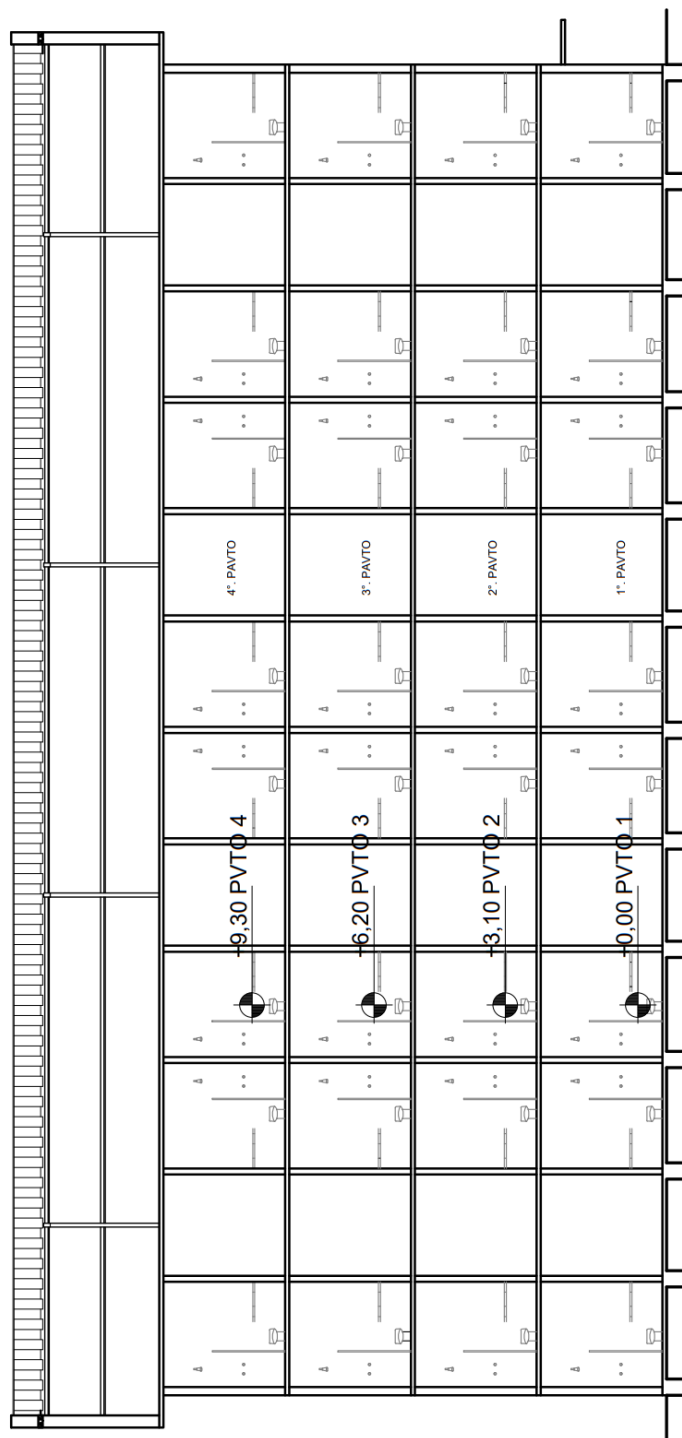 4°. PAVTO
3°. PAVTO
2°. PAVTO
1°. PAVTO
+9,30 PVTO 4
+6,20 PVTO 3
+3,10 PVTO 2
+0,00 PVTO 1